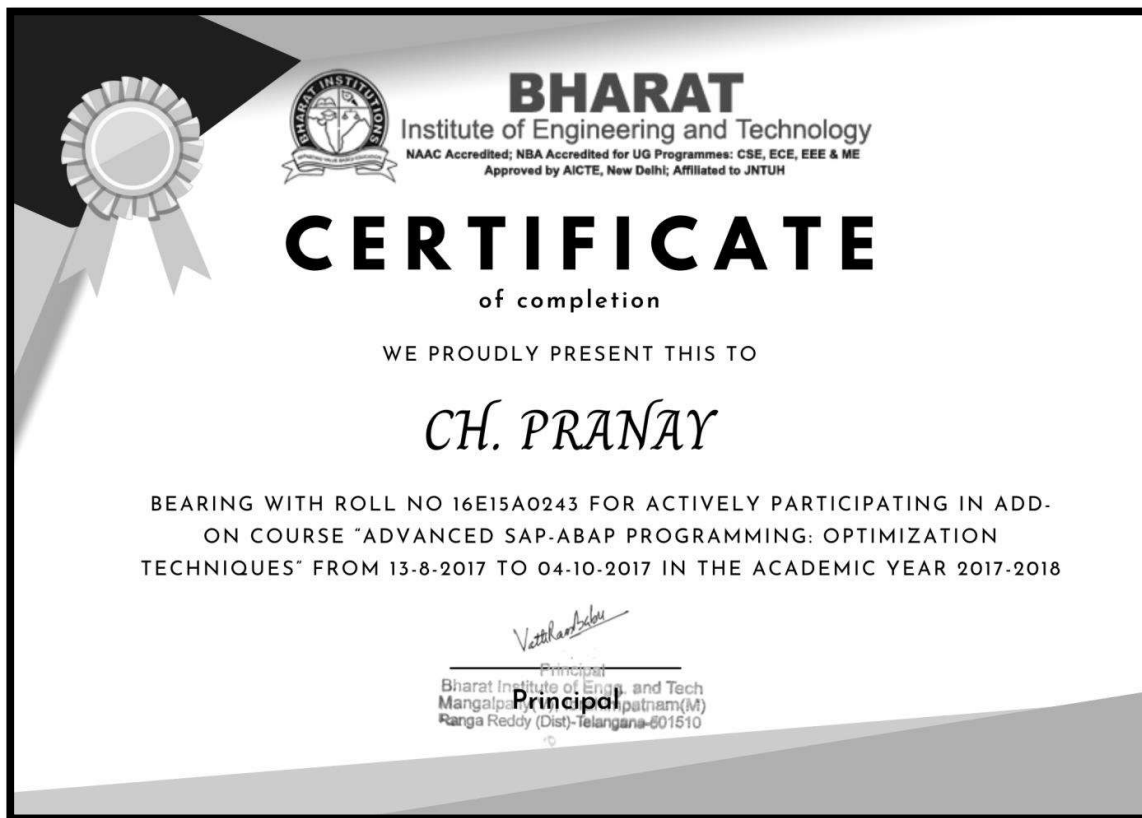 BHARAT INSTITUTIONS
BHARAT
Institute of Engineering and Technology
NAAC Accredited; NBA Accredited for UG Programmes: CSE, ECE, EEE & ME
Approved by AICTE, New Delhi; Affiliated to JNTUH
CERTIFICATE
of completion
WE PROUDLY PRESENT THIS TO
CH. PRANAY
BEARING WITH ROLL NO 16E15A0243 FOR ACTIVELY PARTICIPATING IN ADD-
ON COURSE "ADVANCED SAP-ABAP PROGRAMMING: OPTIMIZATION
TECHNIQUES" FROM 13-8-2017 TO 04-10-2017 IN THE ACADEMIC YEAR 2017-2018
Principal
Bharat Institute of Engg. and Tech
Principal
Ranga Reddy (Dist)-Telangana-501510